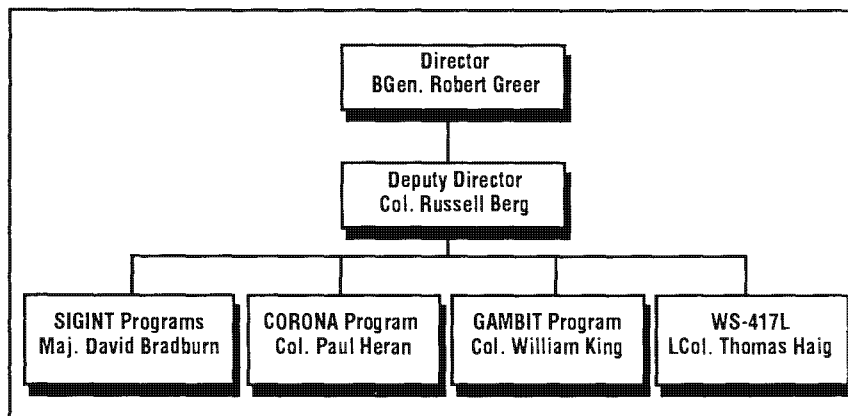 Director
BGen. Robert Greer
Deputy Director
Col. Russell Berg
SIGINT Programs
Maj. David Bradburn
CORONA Program
Col. Paul Heran
GAMBIT Program
Col. William King
WS-417L
LCol. Thomas Haig